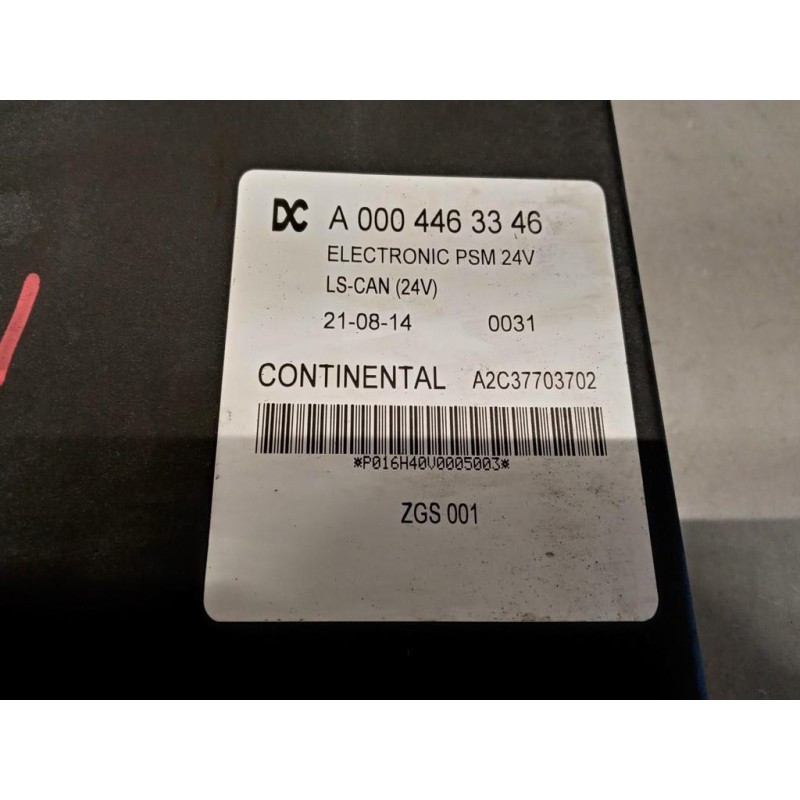 DC A 000 446 33 46
ELECTRONIC PSM 24V
LS-CAN (24V)
21-08-14 0031
CONTINENTAL A2C37703702
*P016H40V0005003*
ZGS 001